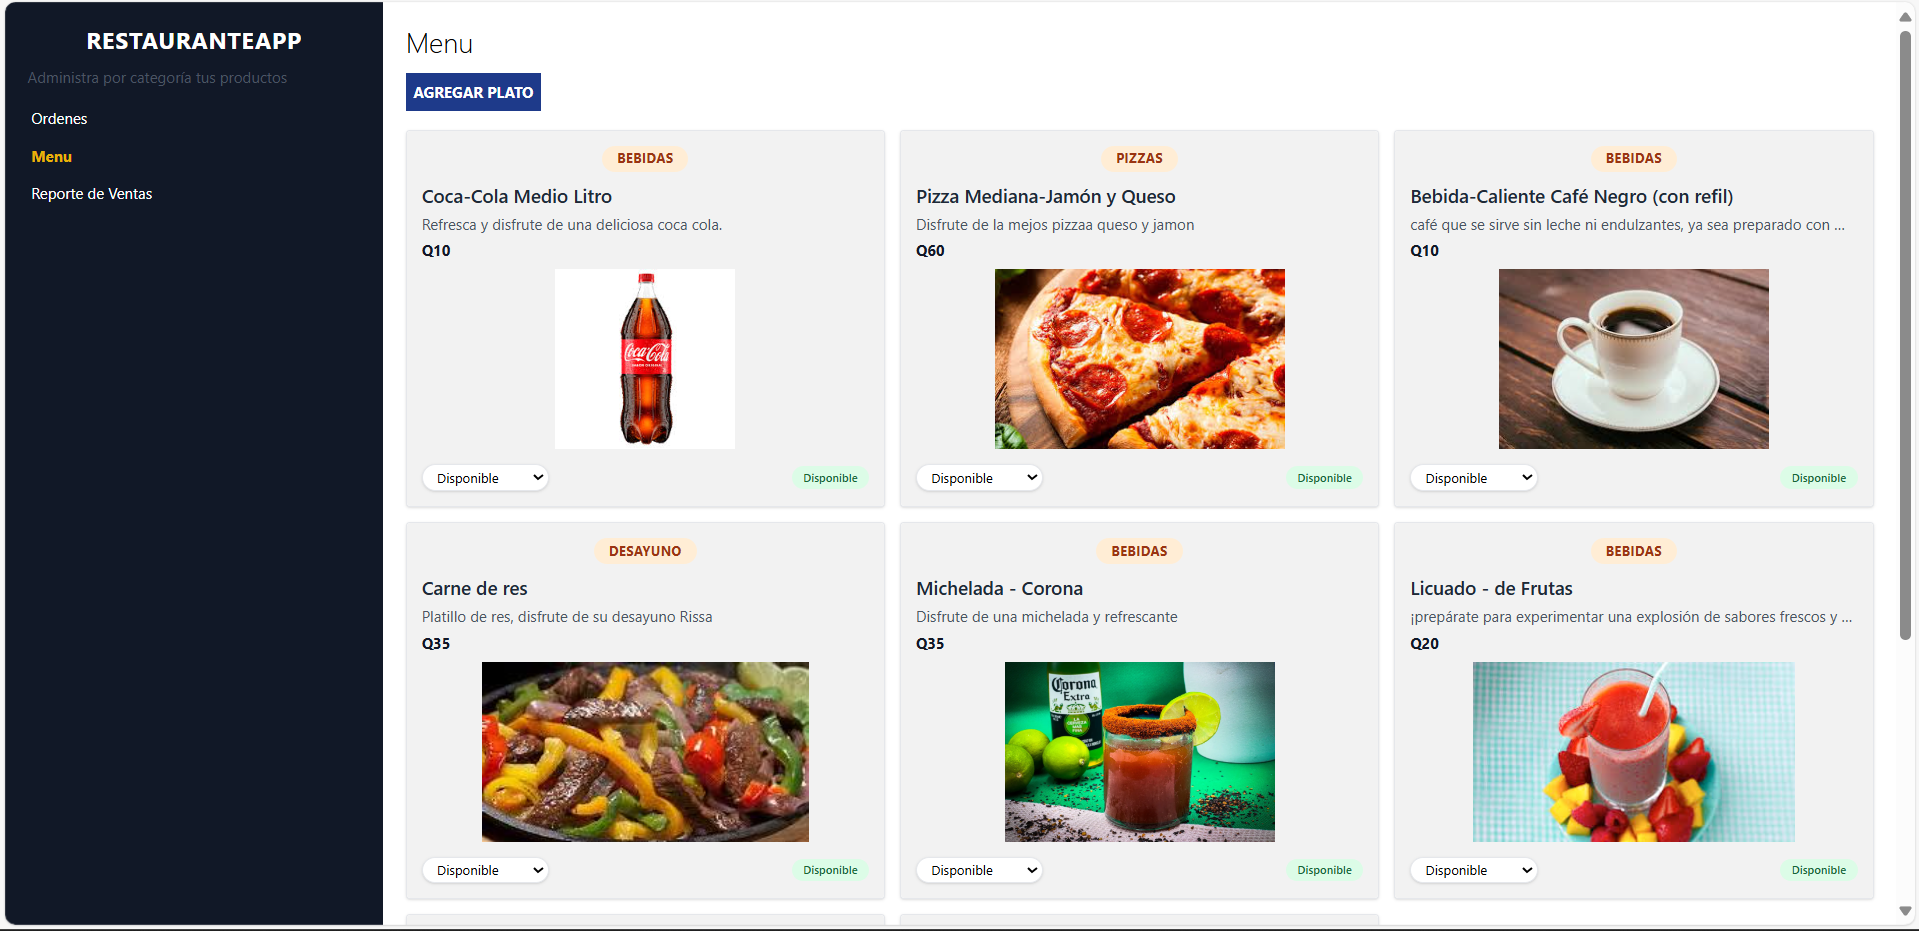 RESTAURANTEAPP
Administra por categoría tus productos
Ordenes
Menu
Reporte de Ventas
Menu
AGREGAR PLATO
BEBIDAS
Coca-Cola Medio Litro
Refresca y disfrute de una deliciosa coca cola.
Q10
Coca-Cola
Disponible
Disponible
PIZZAS
Pizza Mediana-Jamón y Queso
Disfrute de la mejos pizzaa queso y jamon
Q60
Disponible
Disponible
BEBIDAS
Bebida-Caliente Café Negro (con refil)
café que se sirve sin leche ni endulzantes, ya sea preparado con ...
Q10
Disponible
Disponible
DESAYUNO
Carne de res
Platillo de res, disfrute de su desayuno Rissa
Q35
Disponible
Disponible
BEBIDAS
Michelada - Corona
Disfrute de una michelada y refrescante
Q35
Corona
Extra
Disponible
Disponible
BEBIDAS
Licuado - de Frutas
¡prepárate para experimentar una explosión de sabores frescos y ...
Q20
Disponible
Disponible